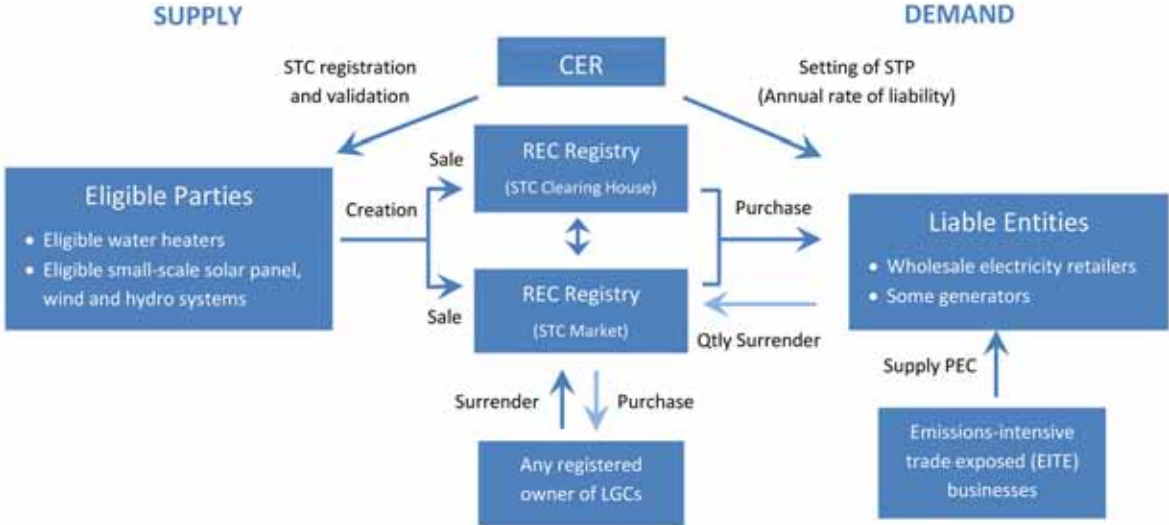 SUPPLY
DEMAND
CER
STC registration
and validation
Setting of STP
(Annual rate of liability)
Eligible Parties
• Eligible water heaters
• Eligible small-scale solar panel,
wind and hydro systems
Creation
Sale
Sale
REC Registry
(STC Clearing House)
REC Registry
(STC Market)
Purchase
Qtly Surrender
Liable Entities
• Wholesale electricity retailers
• Some generators
Surrender
Purchase
Any registered
owner of LGCs
Supply PEC
Emissions-intensive
trade exposed (EITE)
businesses